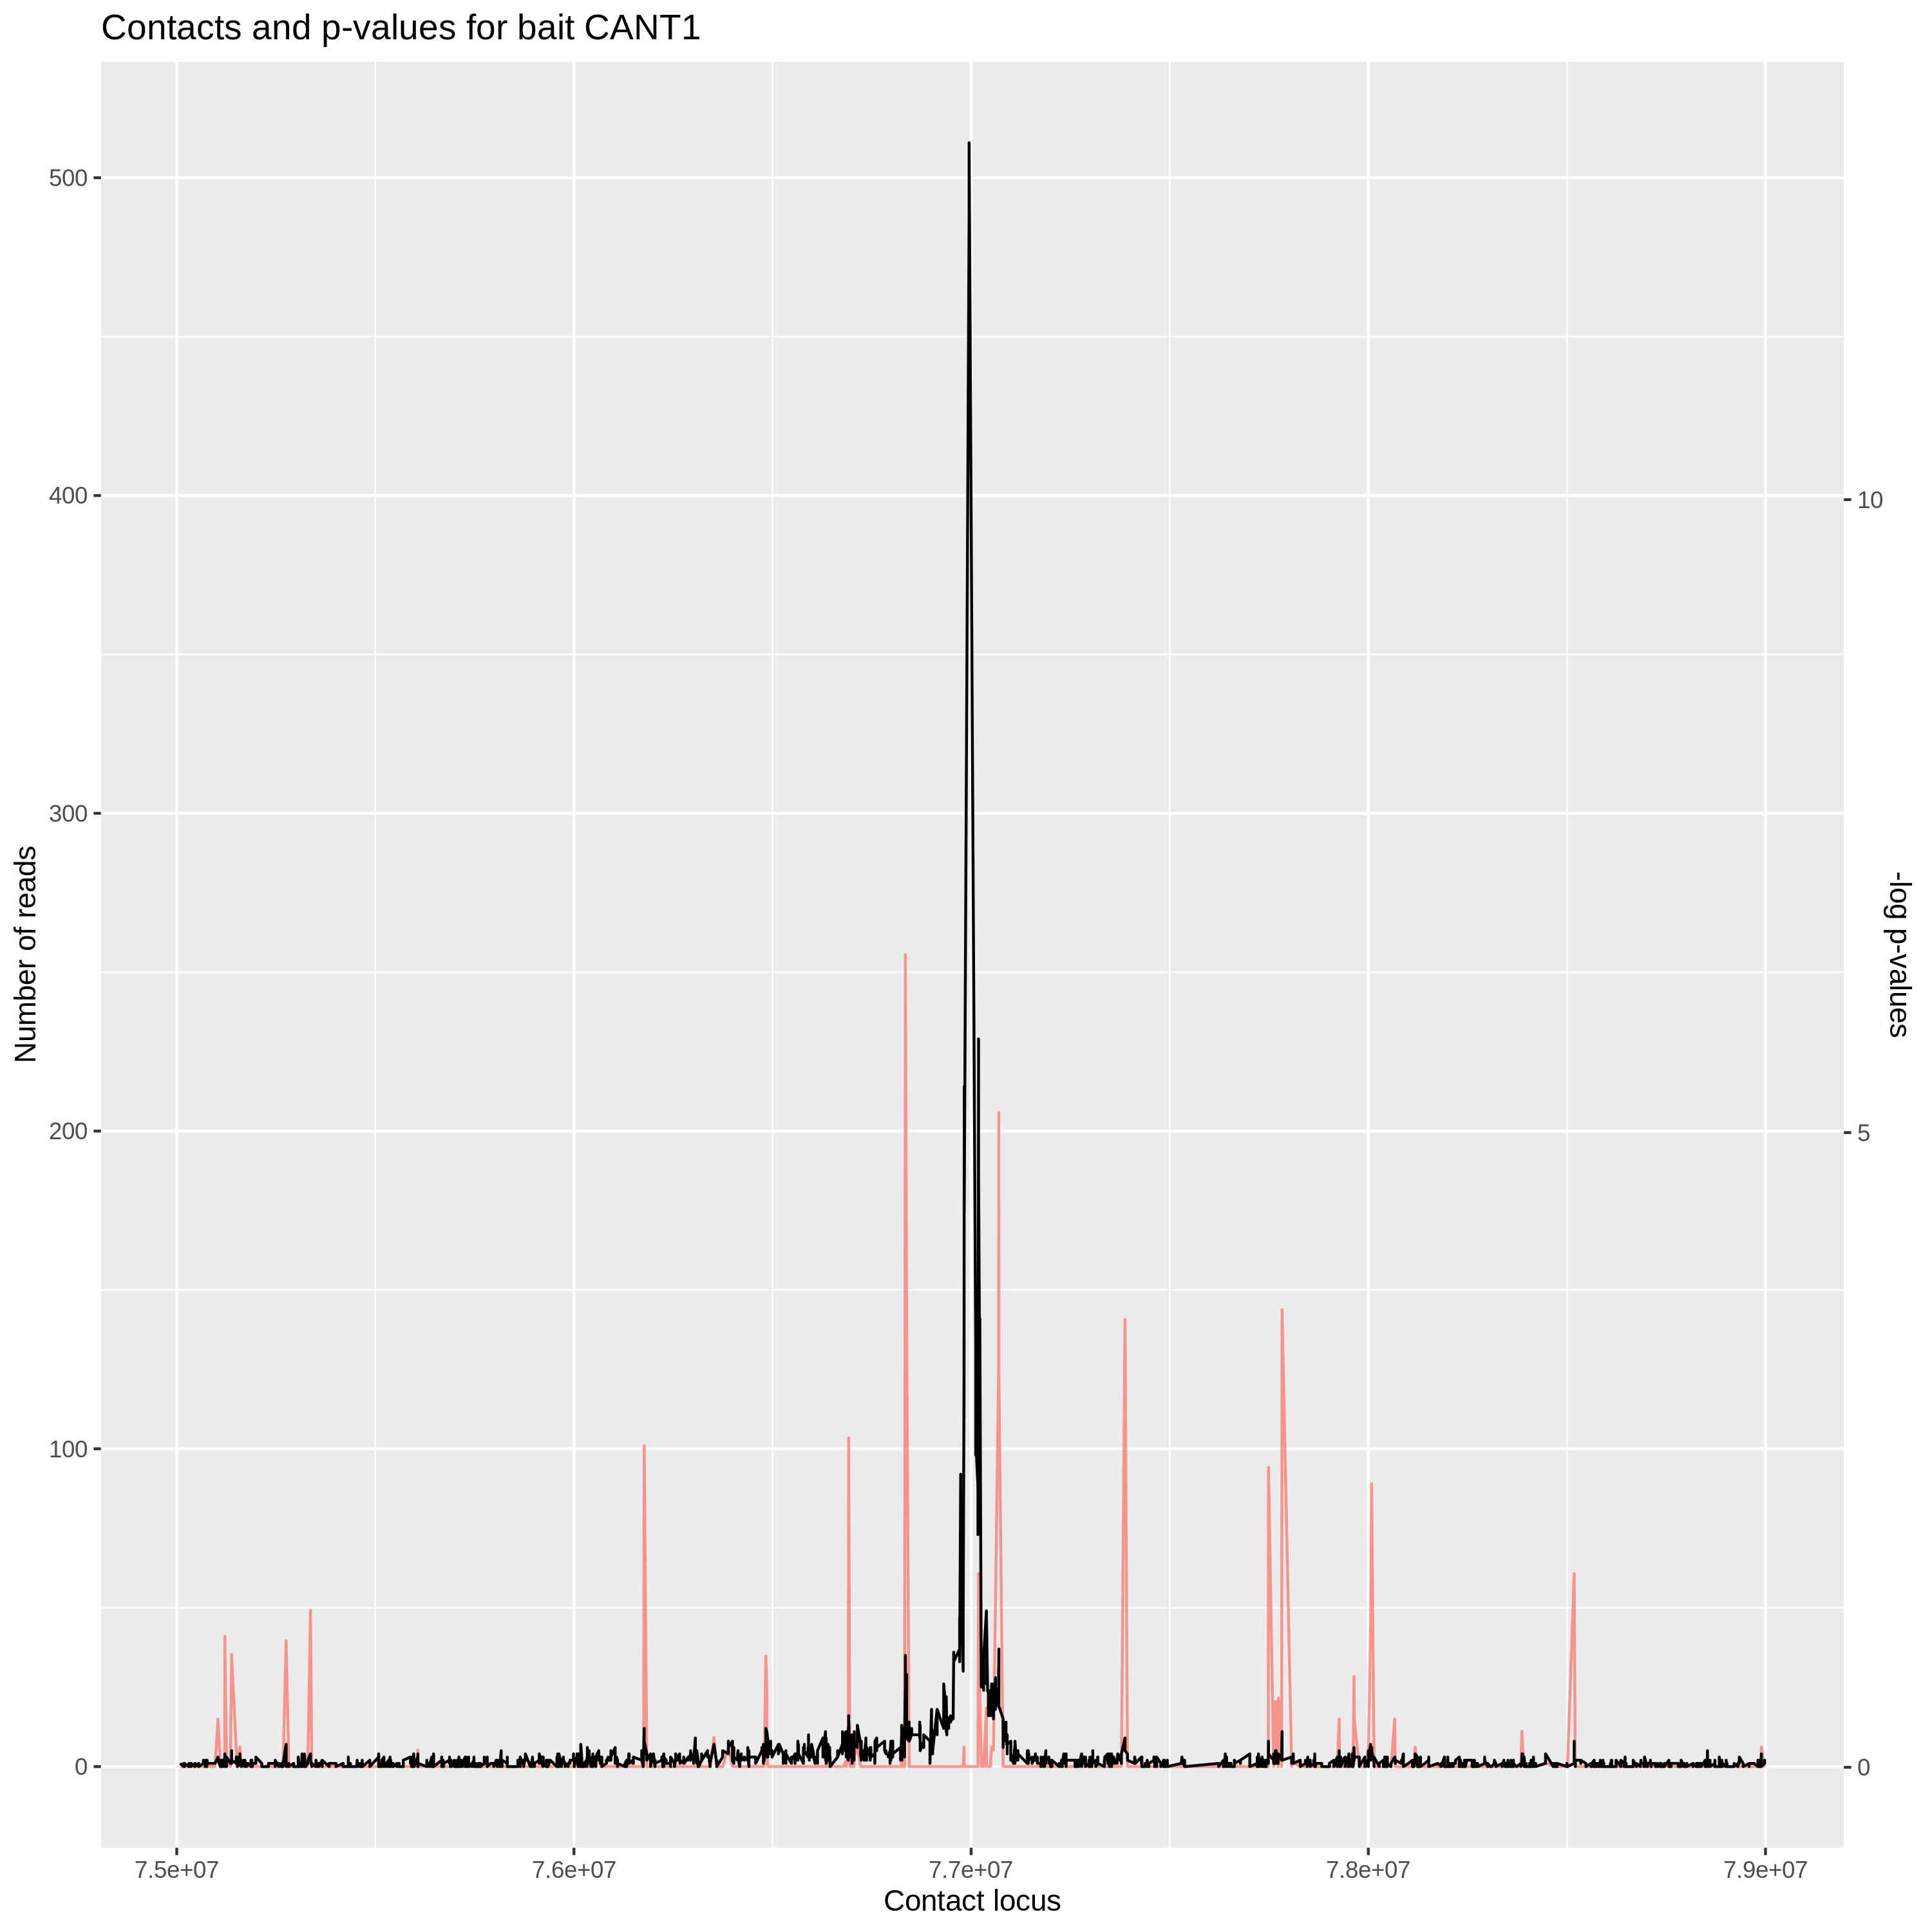 Contacts and p-values for bait CANT1
500
400
300
200
100
0
Number of reads
10
5
0
-log p-values
7.5e+07
7.6e+07
7.7e+07
7.8e+07
7.9e+07
Contact locus